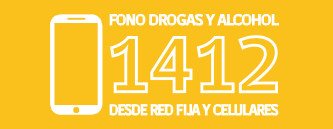 FONO DROGAS Y ALCOHOL
1412
DESDE RED FIJA Y CELULARES